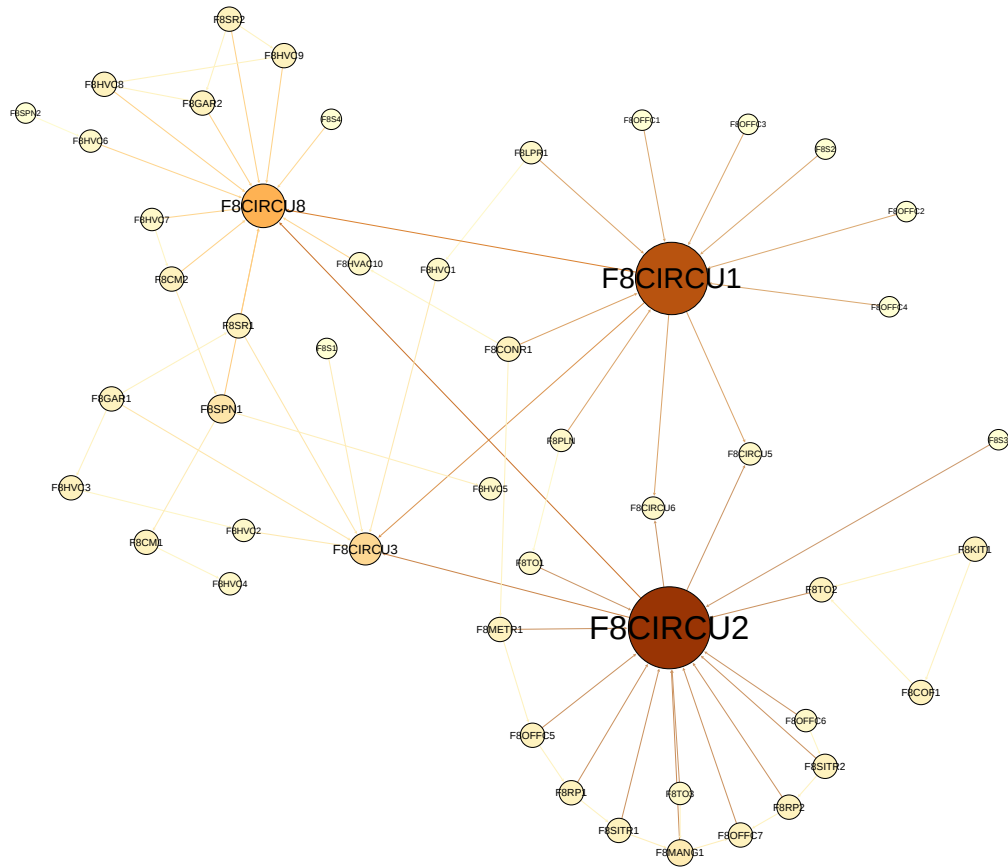 F8SR2
F8HVC9
F8HVC8
F8GAR2
F8SPN2
F8S4
F8HVC6
F8OFFC1
F8OFFC3
F8S2
F8LPR1
F8CIRCU8
F8HVC7
F8OFFC2
F8HVAC10
F8HVC1
F8CM2
F8CIRCU1
F8OFFC4
F8SR1
F8S1
F8CONR1
F8GAR1
F8SPN1
F8PLN
F8S3
F8CIRCU5
F8HVC3
F8HVC5
F8CIRCU6
F8HVC2
F8CM1
F8CIRCU3
F8KIT1
F8TO1
F8HVC4
F8TO2
F8METR1
F8CIRCU2
F8COF1
F8OFFC6
F8OFFC5
F8SITR2
F8RP1
F8TO3
F8RP2
F8SITR1
F8OFFC7
F8MANG1